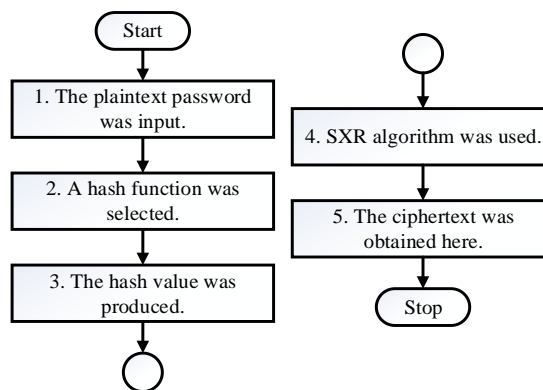 Start
1. The plaintext password
was input.
2. A hash function was
selected.
3. The hash value was
produced.
4. SXR algorithm was used.
5. The ciphertext was
obtained here.
Stop